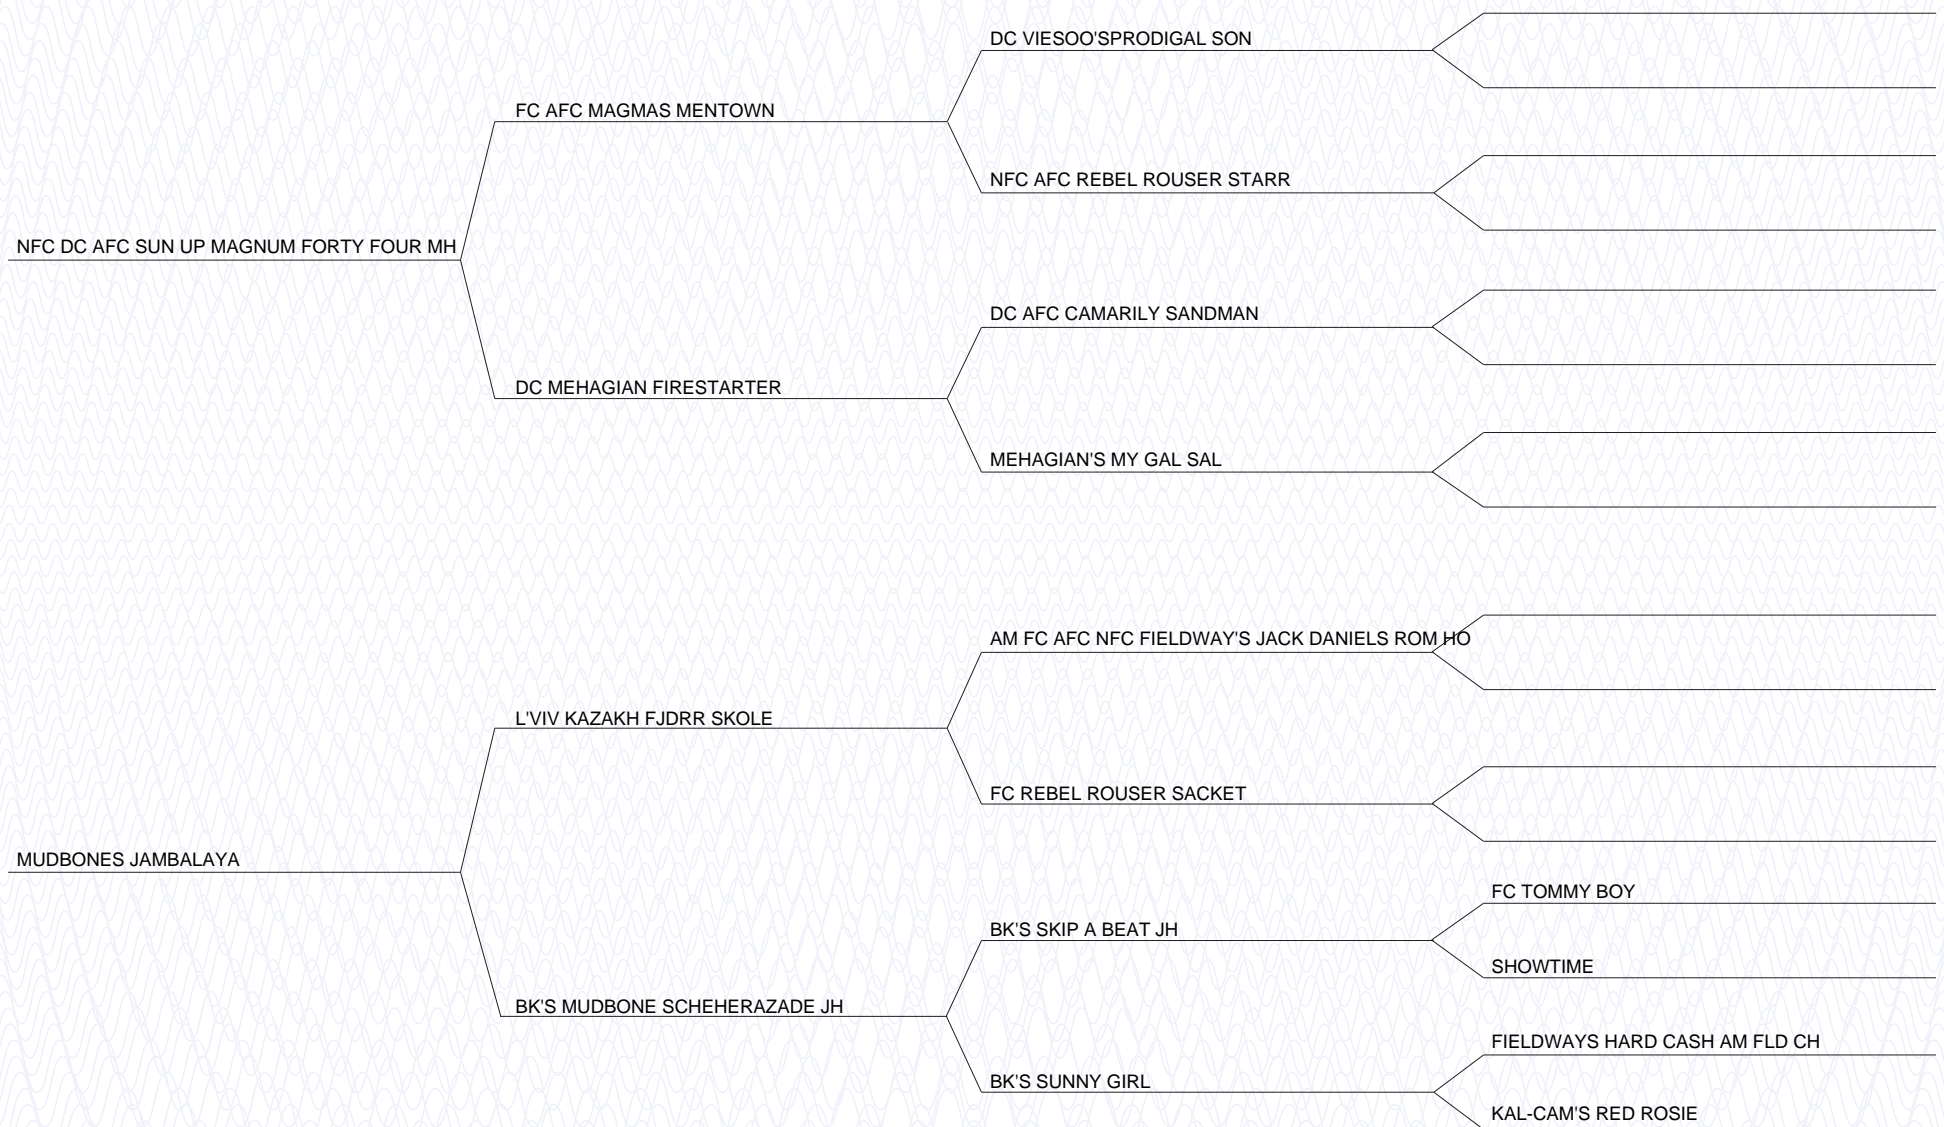 DC VIESOO'SPRODIGAL SON
FC AFC MAGMAS MENTOWN
NFC AFC REBEL ROUSER STARR
NFC DC AFC SUN UP MAGNUM FORTY FOUR MH
DC AFC CAMARILY SANDMAN
DC MEHAGIAN FIRESTARTER
MEHAGIAN'S MY GAL SAL
AM FC AFC NFC FIELDWAY'S JACK DANIELS ROM HO
L'VIV KAZAKH FJDRR SKOLE
FC REBEL ROUSER SACKET
MUDBONES JAMBALAYA
FC TOMMY BOY
BK'S SKIP A BEAT JH
SHOWTIME
BK'S MUDBONE SCHEHERAZADE JH
FIELDWAYS HARD CASH AM FLD CH
BK'S SUNNY GIRL
KAL-CAM'S RED ROSIE